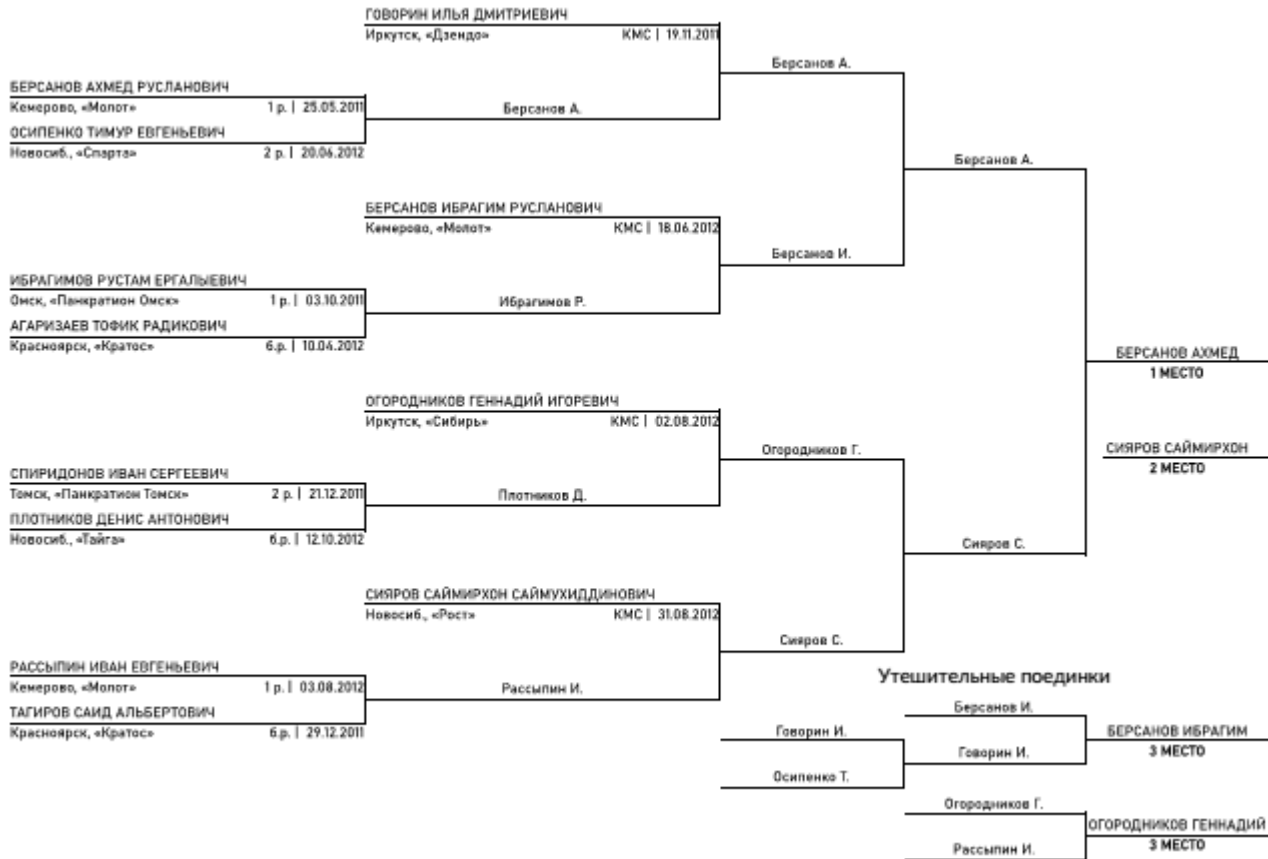 ГОВОРИН ИЛЬЯ ДМИТРИЕВИЧ
Иркутск, «Дзендо» КМС | 19.11.2011
Берсанов А.
БЕРСАНОВ АХМЕД РУСЛАНОВИЧ
Кемерово, «Молот» 1 р. | 25.05.2011
Берсанов А.
ОСИПЕНКО ТИМУР ЕВГЕНЬЕВИЧ
Новосиб., «Спарта» 2 р. | 20.06.2012
Берсанов А.
БЕРСАНОВ ИБРАГИМ РУСЛАНОВИЧ
Кемерово, «Молот» КМС | 18.06.2012
Берсанов И.
ИБРАГИМОВ РУСТАМ ЕРГАЛЫЕВИЧ
Омск, «Панкратион Омск» 1 р. | 03.10.2011
Ибрагимов Р.
АГАРИЗАЕВ ТОФИК РАДИКОВИЧ
Красноярск, «Кратос» б.р. | 10.04.2012
БЕРСАНОВ АХМЕД
1 МЕСТО
ОГОРОДНИКОВ ГЕННАДИЙ ИГОРЕВИЧ
Иркутск, «Сибирь» КМС | 02.08.2012
Огородников Г.
СИЯРОВ САЙМИРХОН
2 МЕСТО
СПИРИДОНОВ ИВАН СЕРГЕЕВИЧ
Томск, «Панкратион Томск» 2 р. | 21.12.2011
Плотников Д.
ПЛОТНИКОВ ДЕНИС АНТОНОВИЧ
Новосиб., «Тайга» б.р. | 12.10.2012
Сияров С.
СИЯРОВ САЙМИРХОН САЙМУХИДДИНОВИЧ
Новосиб., «Рост» КМС | 31.08.2012
Сияров С.
РАССЫПИН ИВАН ЕВГЕНЬЕВИЧ
Кемерово, «Молот» 1 р. | 03.08.2012
Рассыпин И.
ТАГИРОВ САИД АЛЬБЕРТОВИЧ
Красноярск, «Кратос» б.р. | 29.12.2011
Утешительные поединки
Берсанов И.
Говорин И.
БЕРСАНОВ ИБРАГИМ
3 МЕСТО
Говорин И.
Осипенко Т.
Огородников Г.
ОГОРОДНИКОВ ГЕННАДИЙ
3 МЕСТО
Рассыпин И.